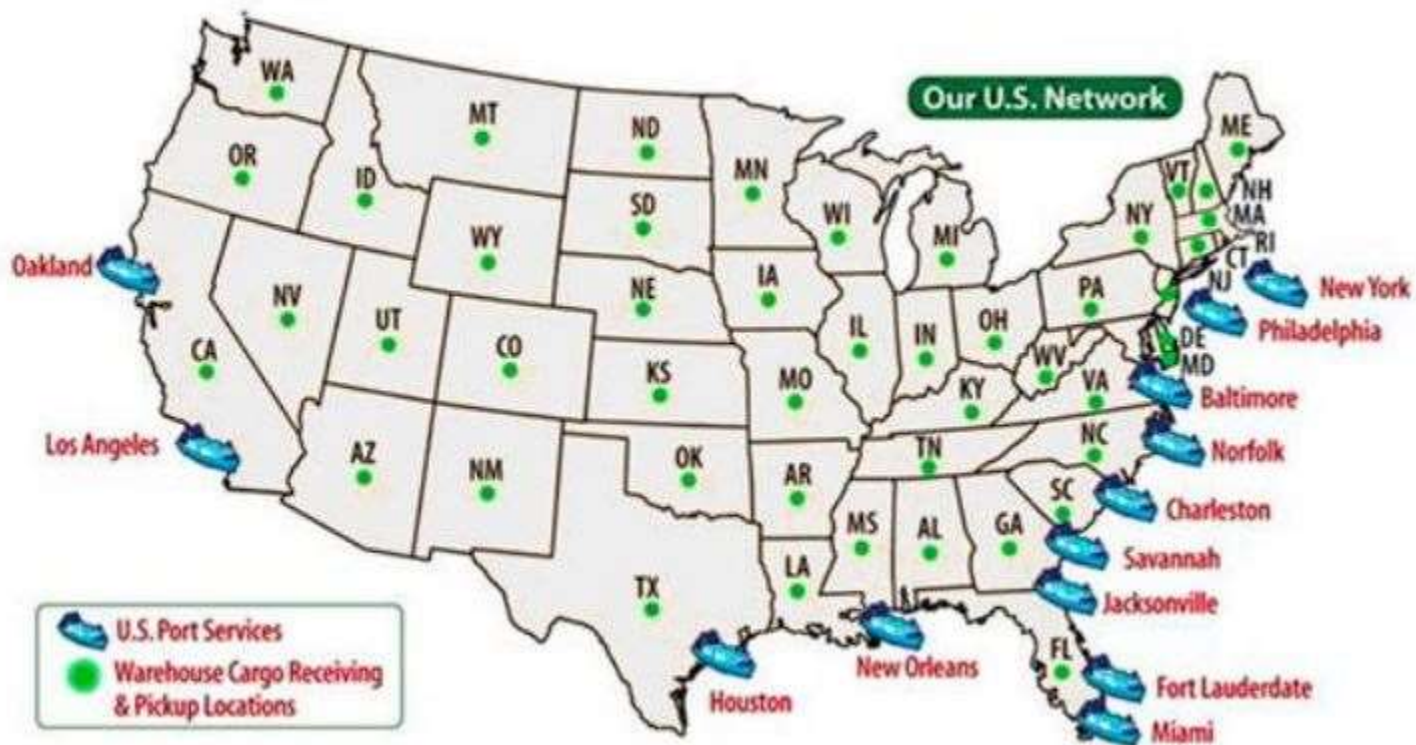 Our U.S. Network
WA
MT
ND
MN
ME
OR
ID
SD
WI
MI
VT
NH
NY
MA
RI
CT
WY
Oakland
NV
UT
NE
IA
PA
NJ
New York
Philadelphia
CA
CO
IL
IN
OH
WV
DE
MD
KS
MO
KY
VA
Baltimore
Los Angeles
AZ
NM
OK
AR
TN
NC
Norfolk
SC
Charleston
MS
AL
GA
Savannah
TX
LA
Jacksonville
U.S. Port Services
Warehouse Cargo Receiving
& Pickup Locations
Houston
New Orleans
FL
Fort Lauderdate
Miami